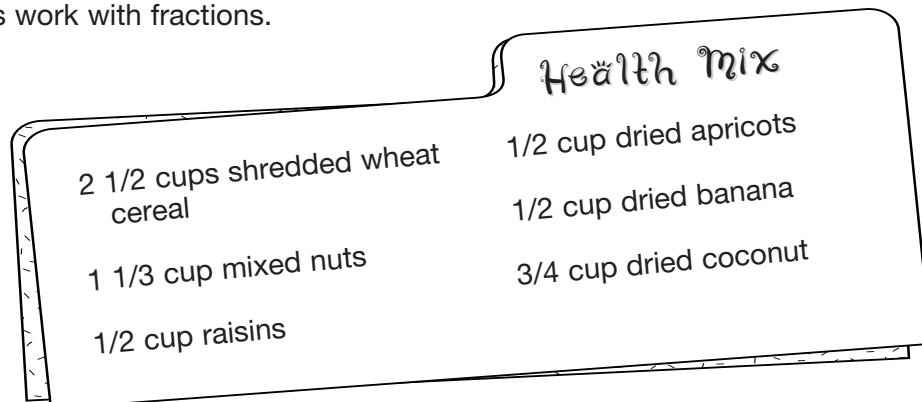 s work with fractions.
Health Mix
2 1/2 cups shredded wheat
cereal
1 1/3 cup mixed nuts
1/2 cup raisins
1/2 cup dried apricots
1/2 cup dried banana
3/4 cup dried coconut